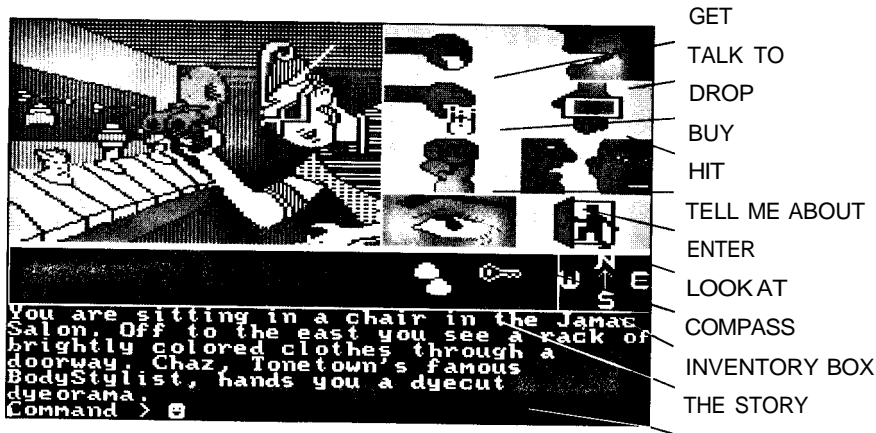 GET
TALK TO
DROP
BUY
HIT
TELL ME ABOUT
ENTER
LOOK AT
COMPASS
INVENTORY BOX
THE STORY
N
W E
S
You are sitting in a chair in the Jamac
Salon. Off to the east you see a rack of
brightly colored clothes through a
doorway. Chaz, Tonetown's famous
BodyStylist, hands you a dyecut
dyeorama.
Command >